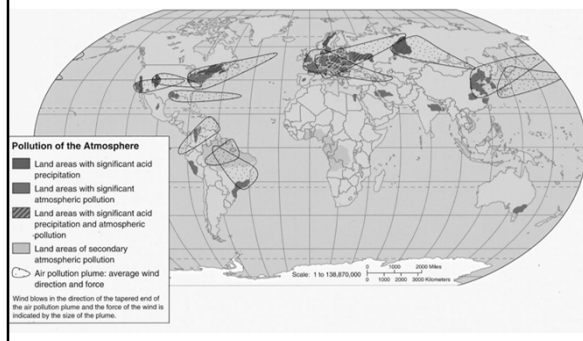 Pollution of the Atmosphere
Land areas with significant acid
precipitation
Land areas with significant
atmospheric pollution
Land areas with significant acid
precipitation and atmospheric
pollution
Land areas of secondary
atmospheric pollution
Air pollution plume: average wind
direction and force
Wind blows in the direction of the tapered end of
the air pollution plume and the force of the wind is
indicated by the size of the plume.
Scale: 1 to 138,870,000
0 1000 2000 Miles
0 1000 2000 3000 Kilometers